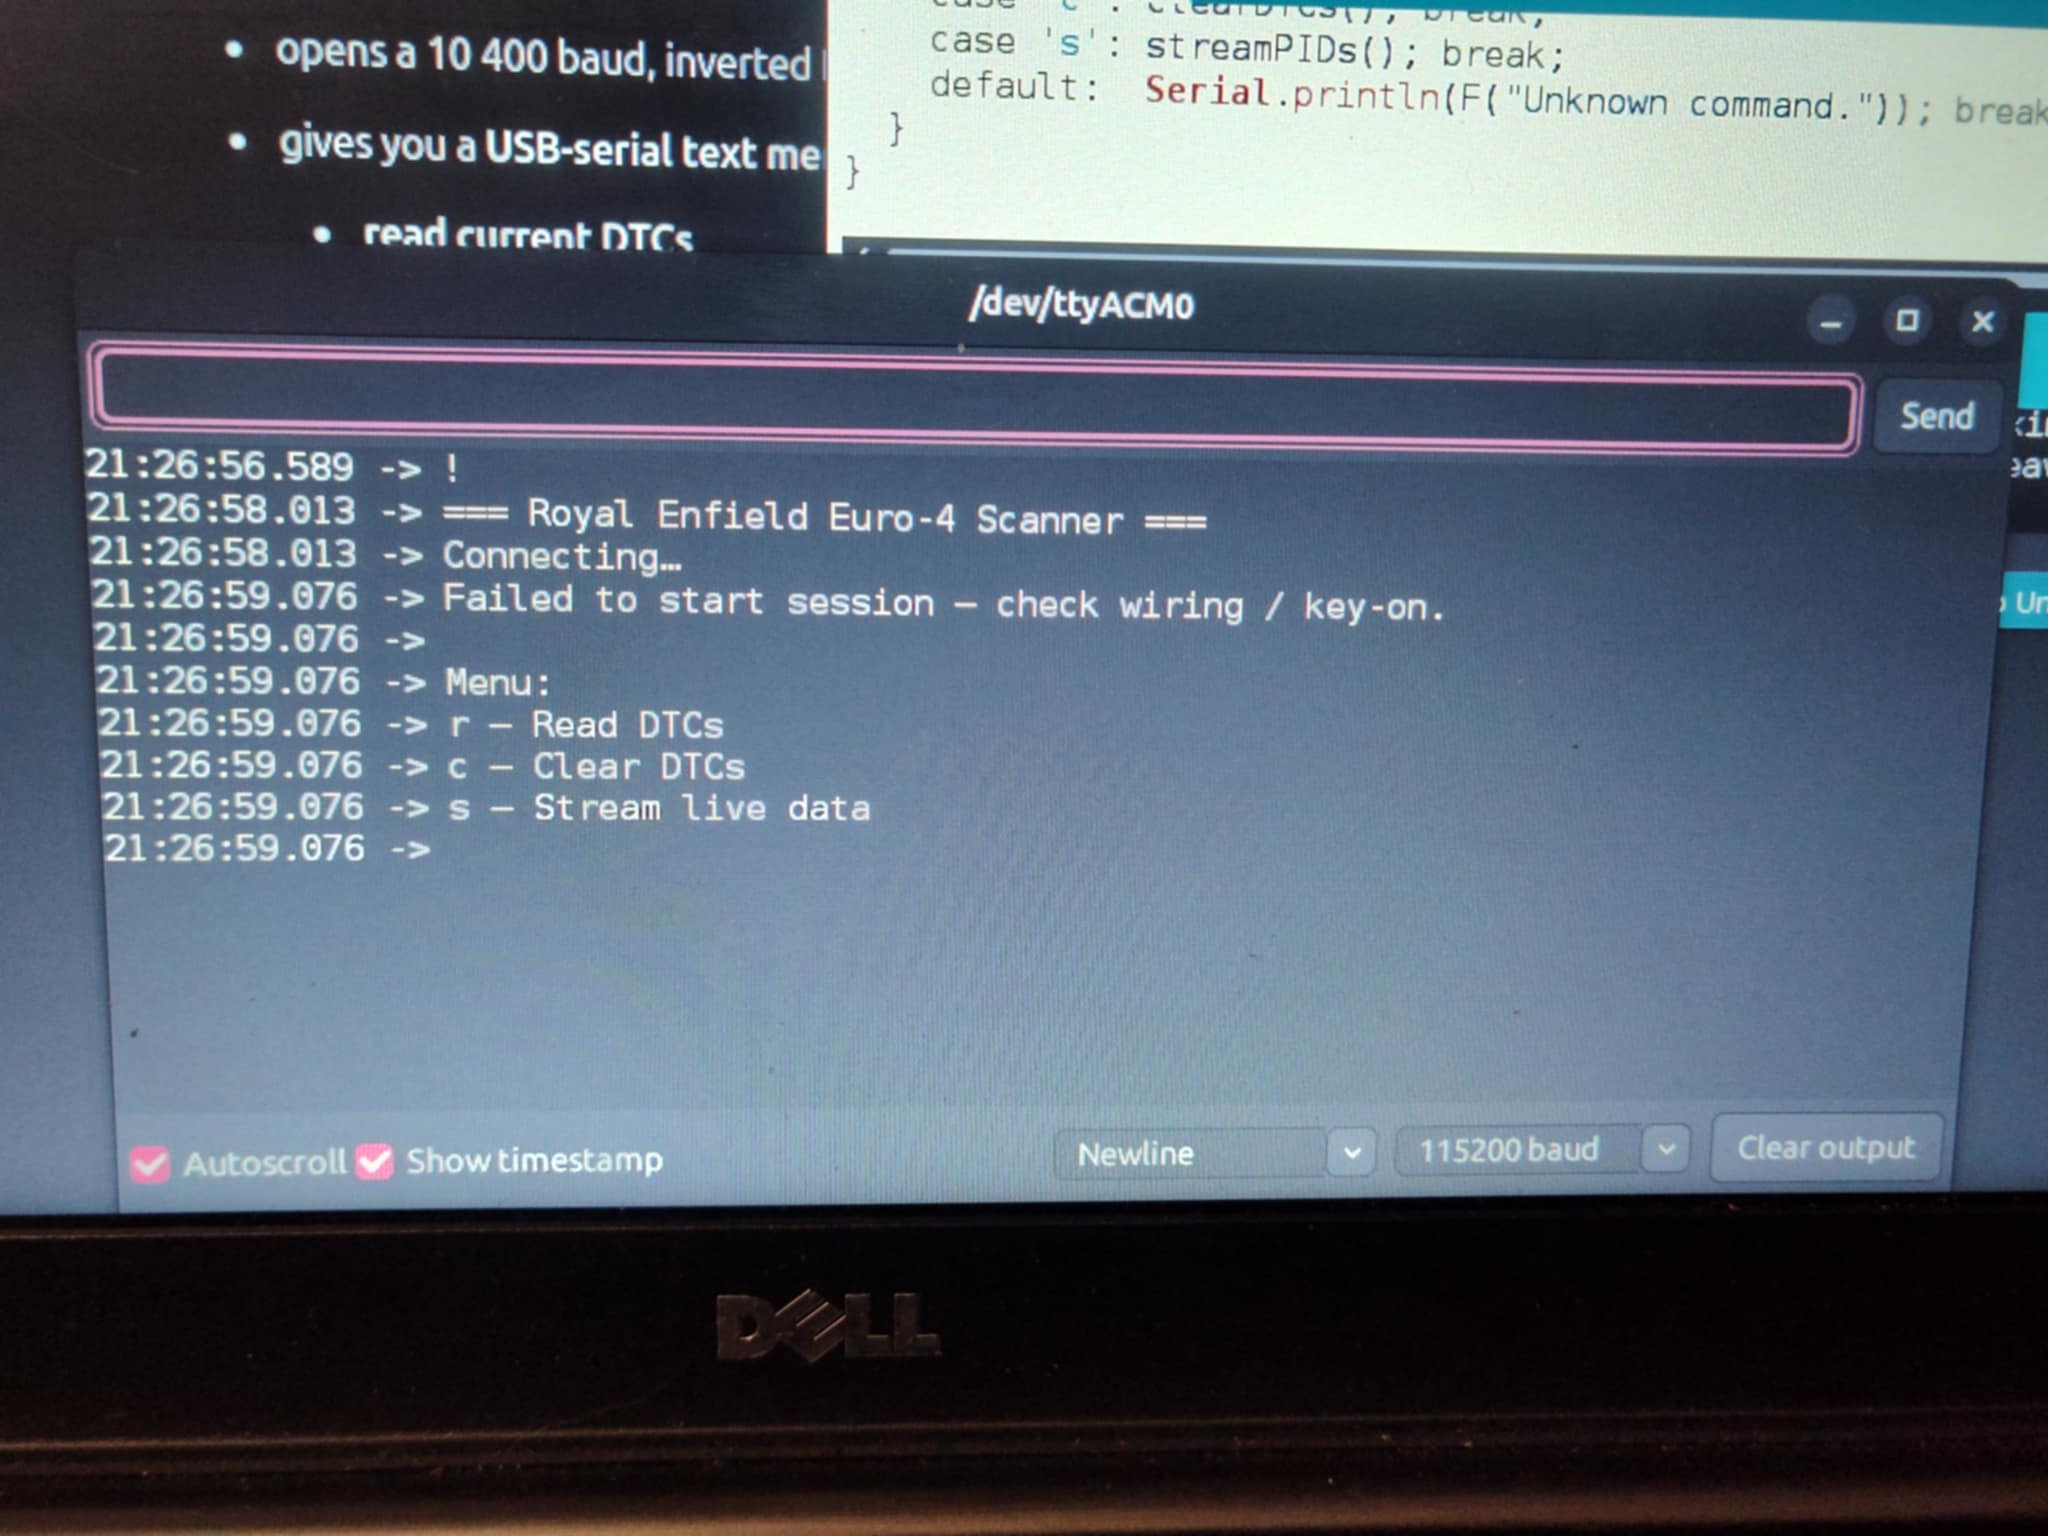 • opens a 10 400 baud, inverted
• gives you a USB-serial text me
• read current DTCs
case 's': streamPIDs(); break;
default: Serial.println(F("Unknown command.")); break
}
}
/dev/ttyACM0
Send
21:26:56.589 -> !
21:26:58.013 -> === Royal Enfield Euro-4 Scanner ===
21:26:58.013 -> Connecting…
21:26:59.076 -> Failed to start session – check wiring / key-on.
21:26:59.076 ->
21:26:59.076 -> Menu:
21:26:59.076 -> r – Read DTCs
21:26:59.076 -> c – Clear DTCs
21:26:59.076 -> s – Stream live data
21:26:59.076 ->
Autoscroll Show timestamp
Newline
115200 baud
Clear output
DELL